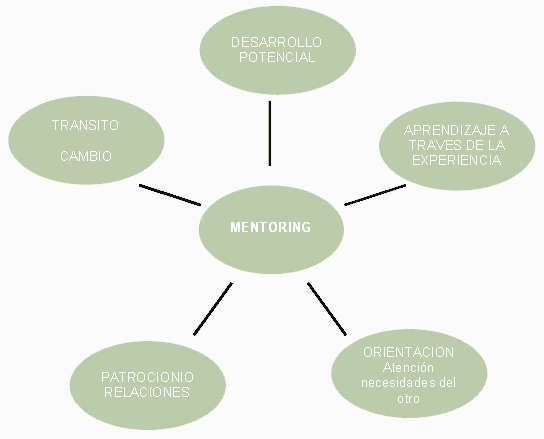 DESARROLLO
POTENCIAL
TRANSITO
CAMBIO
APRENDIZAJE A
TRAVES DE LA
EXPERIENCIA
MENTORING
PATROCIONIO
RELACIONES
ORIENTACION
Atención
necesidades del
otro